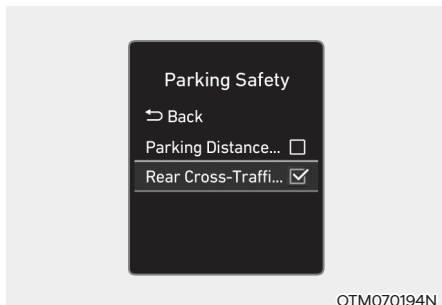 Parking Safety
Back
Parking Distance...
Rear Cross-Traffi...
OTM070194N